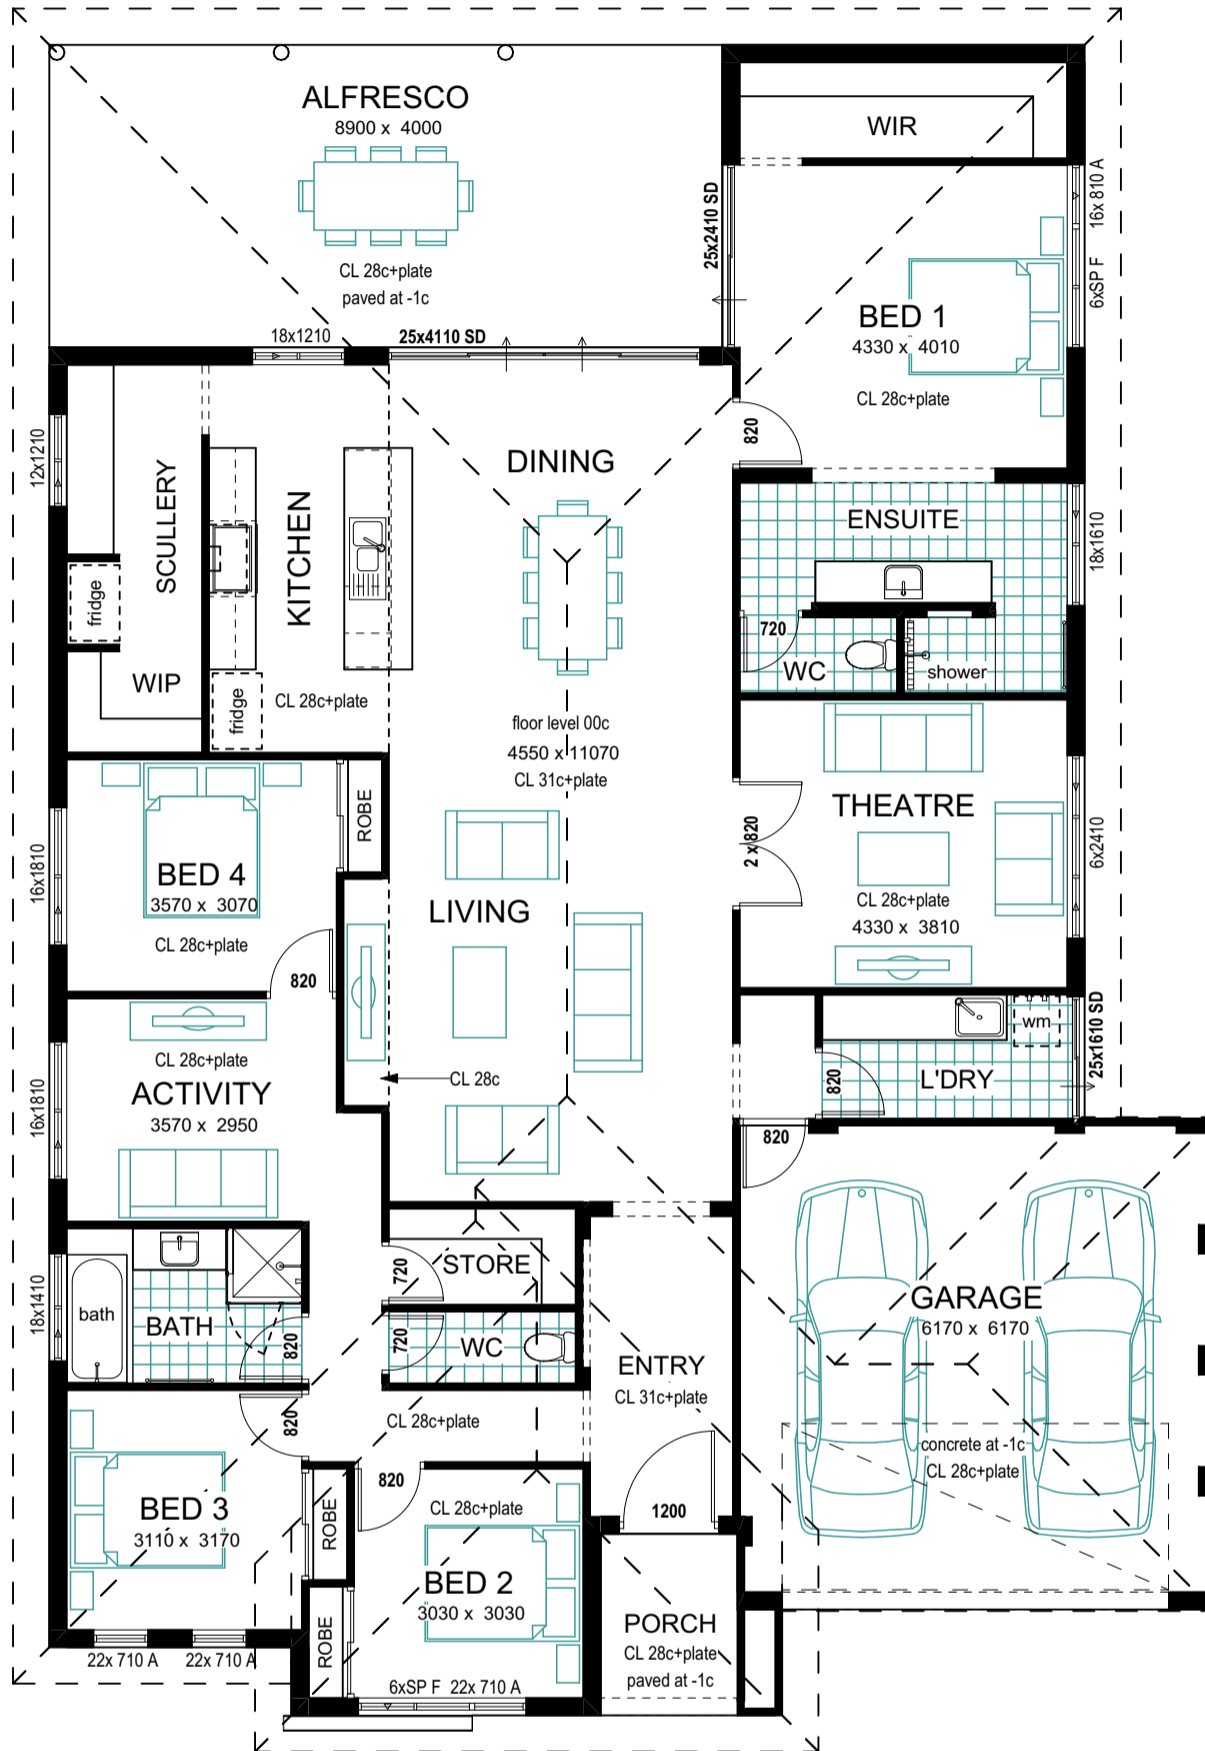 ALFRESCO
8900 x 4000
CL 28c+plate
paved at -1c
WIR
25x2410 SD
16x 810 A
6xSP F
BED 1
4330 x 4010
CL 28c+plate
18x1210
25x4110 SD
820
12x1210
SCULLERY
KITCHEN
DINING
ENSUITE
18x1610
fridge
WIP
fridge
CL 28c+plate
720
WC
shower
floor level 00c
4550 x 11070
CL 31c+plate
16x1810
BED 4
3570 x 3070
CL 28c+plate
ROBE
820
LIVING
2 x 820
THEATRE
CL 28c+plate
4330 x 3810
6x2410
CL 28c+plate
ACTIVITY
3570 x 2950
16x1810
CL 28c
wm
L'DRY
820
25x1610 SD
820
18x1410
bath
BATH
820
720
STORE
720
WC
ENTRY
CL 31c+plate
GARAGE
6170 x 6170
concrete at -1c
CL 28c+plate
820
CL 28c+plate
820
CL 28c+plate
1200
BED 3
3110 x 3170
ROBE
BED 2
3030 x 3030
ROBE
PORCH
CL 28c+plate
paved at -1c
22x 710 A
22x 710 A
6xSP F 22x 710 A